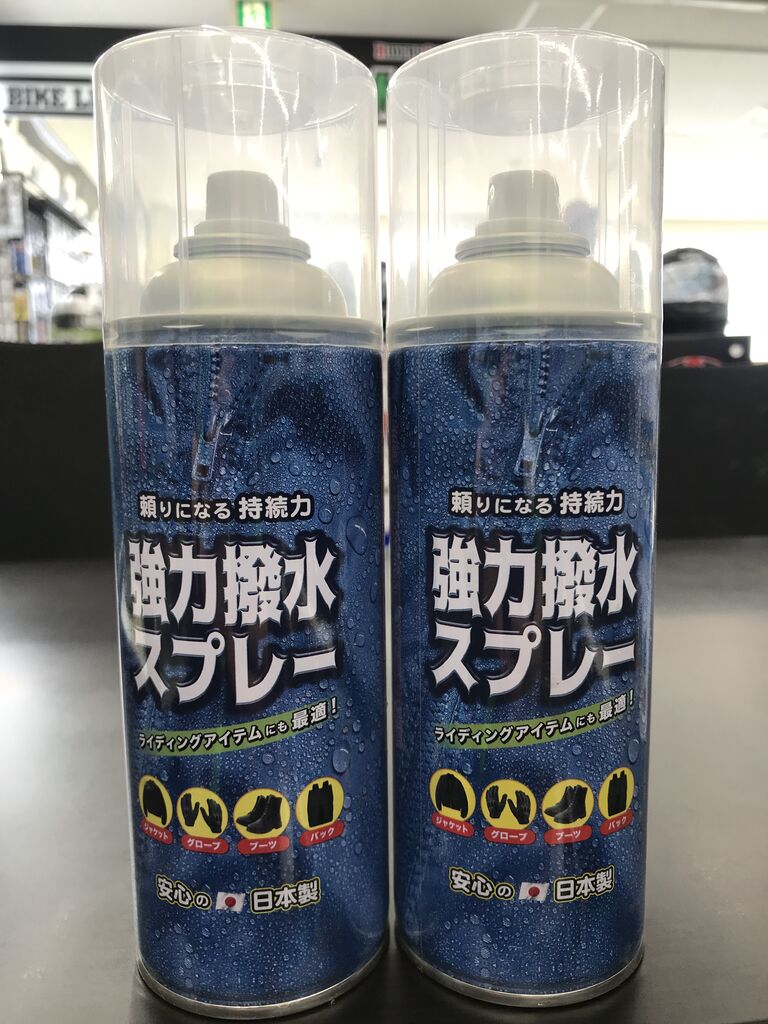 BIKE L
頼りになる 持続力
強力撥水
スプレー
ライディングアイテムにも 最適!
ジャケット
グローブ
ブーツ
バック
安心の 日本製
頼りになる 持続力
強力撥水
スプレー
ライディングアイテムにも 最適!
ジャケット
グローブ
ブーツ
バック
安心の 日本製